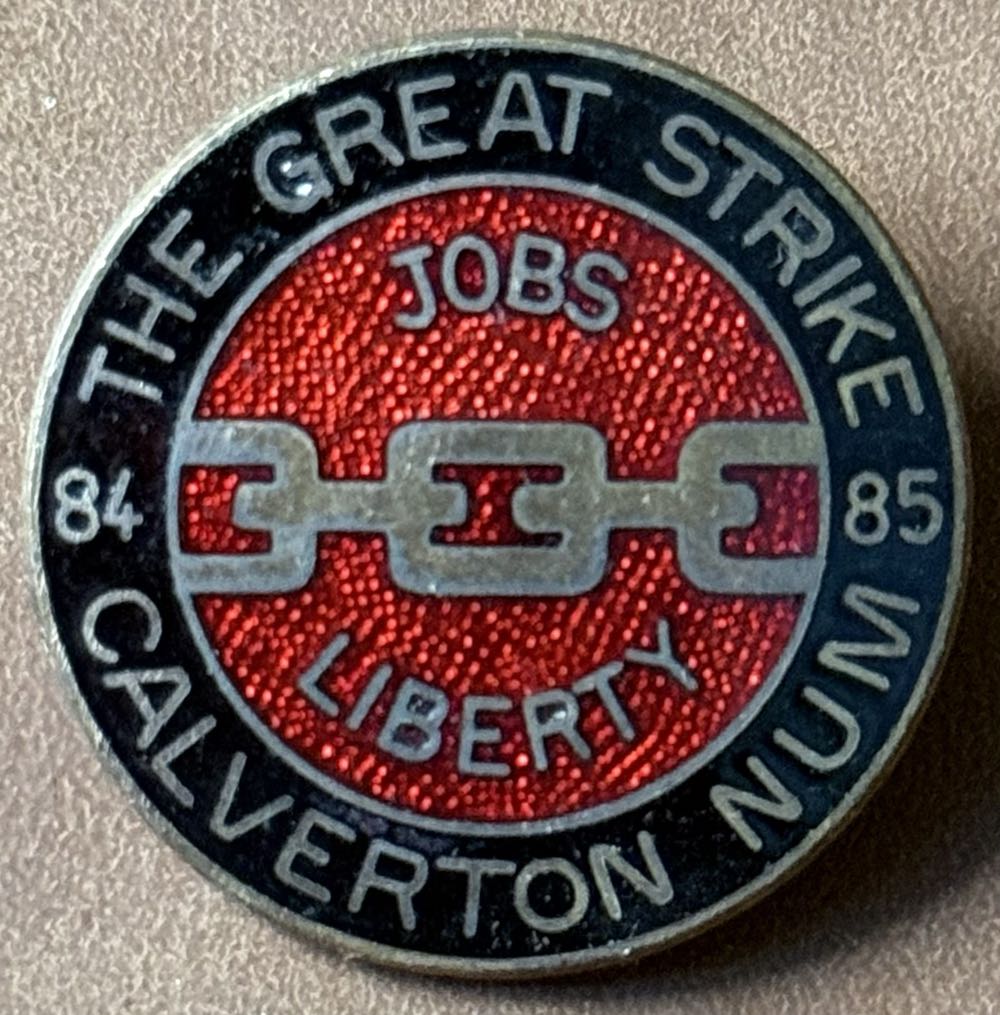 THE GREAT STRIKE
JOBS
84 85
LIBERTY
CALVERTON NUM